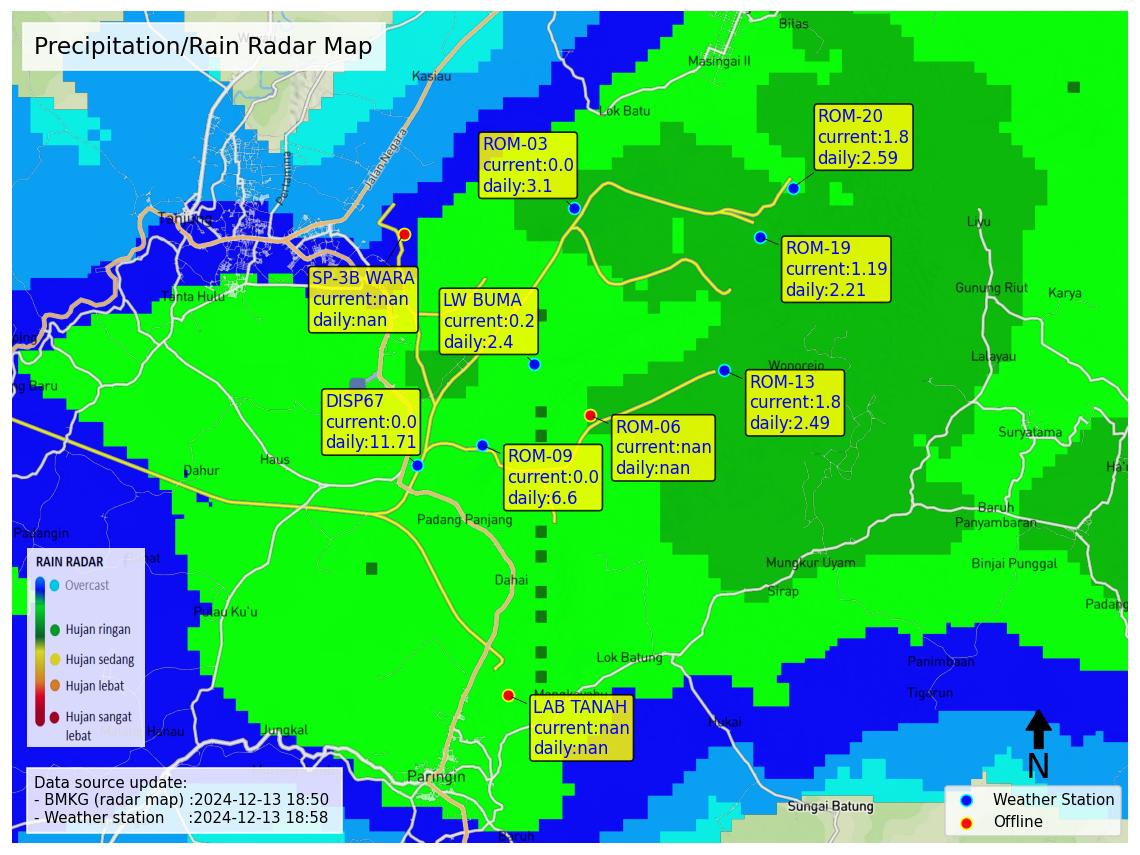 Precipitation/Rain Radar Map
Bilas
Masingai II
Kasiau
Lok Batu
ROM-20
current:1.8
daily:2.59
ROM-03
current:0.0
daily:3.1
Jalan Negara
Pertamina
Tanjung
Liyu
ROM-19
current:1.19
daily:2.21
SP-3B WARA
current:nan
daily:nan
LW BUMA
current:0.2
daily:2.4
Tanta Hulu
Gunung Riut
Karya
Lalayau
Wonorejo
ng Baru
ROM-13
current:1.8
daily:2.49
DISP67
current:0.0
daily:11.71
ROM-06
current:nan
daily:nan
Suryatama
ROM-09
current:0.0
daily:6.6
Haus
Dahur
Ha'u
Baruh
Panyambaran
Padang Panjang
Padangin
Mungkur Uyam
Binjai Punggal
Dahai
Sirap
Padang
Pulau Ku'u
RAIN RADAR
Overcast
Hujan ringan
Hujan sedang
Hujan lebat
Hujan sangat
lebat
Lok Batung
Panimbaan
Tigarun
LAB TANAH
current:nan
daily:nan
Hukai
Hanau
Jungkal
Paringin
N
Sungai Batung
Baruh
Data source update:
- BMKG (radar map) :2024-12-13 18:50
- Weather station :2024-12-13 18:58
Weather Station
Offline